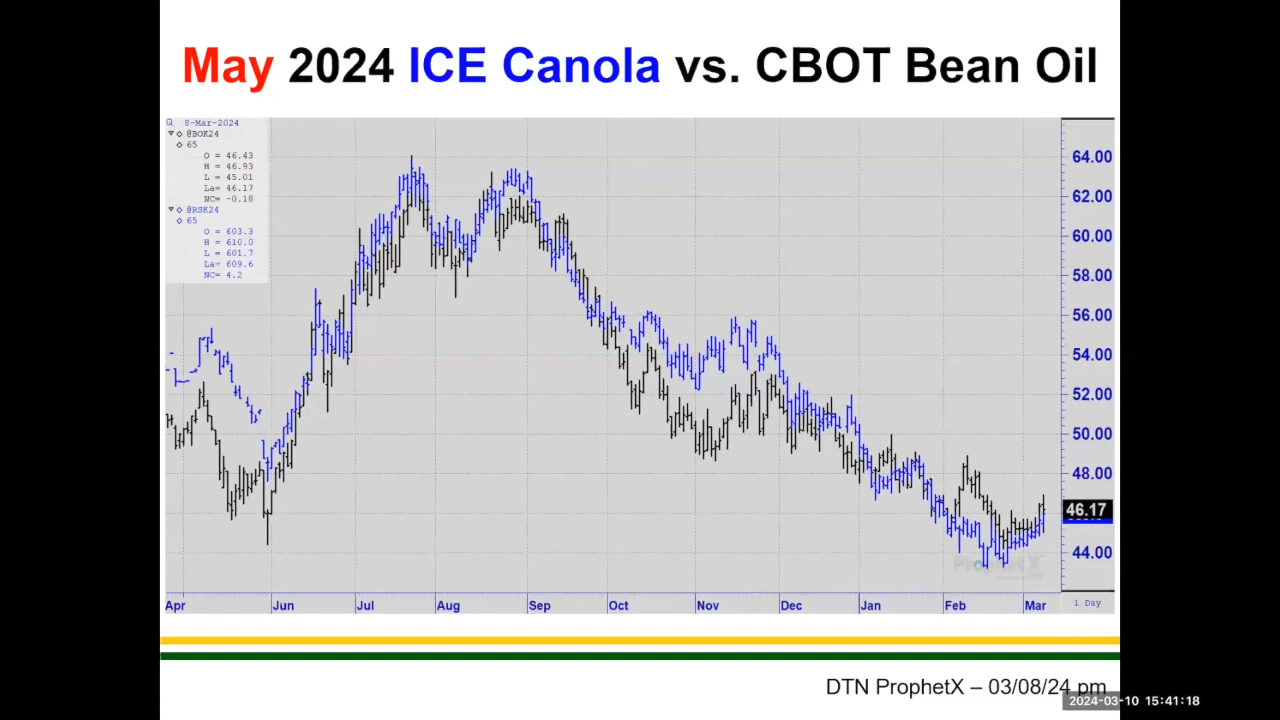 May 2024 ICE Canola vs. CBOT Bean Oil
8-Mar-2024
@BOK24
65
O = 46.43
H = 46.93
L = 45.01
La= 46.17
NC= -0.18
@RSK24
65
O = 603.3
H = 610.0
L = 601.7
La= 609.6
NC= 4.2
64.00
62.00
60.00
58.00
56.00
54.00
52.00
50.00
48.00
46.17
44.00
ProphetX
Apr Jun Jul Aug Sep Oct Nov Dec Jan Feb Mar 1 Day
DTN ProphetX – 03/08/24 pm
2024-03-10 15:41:18